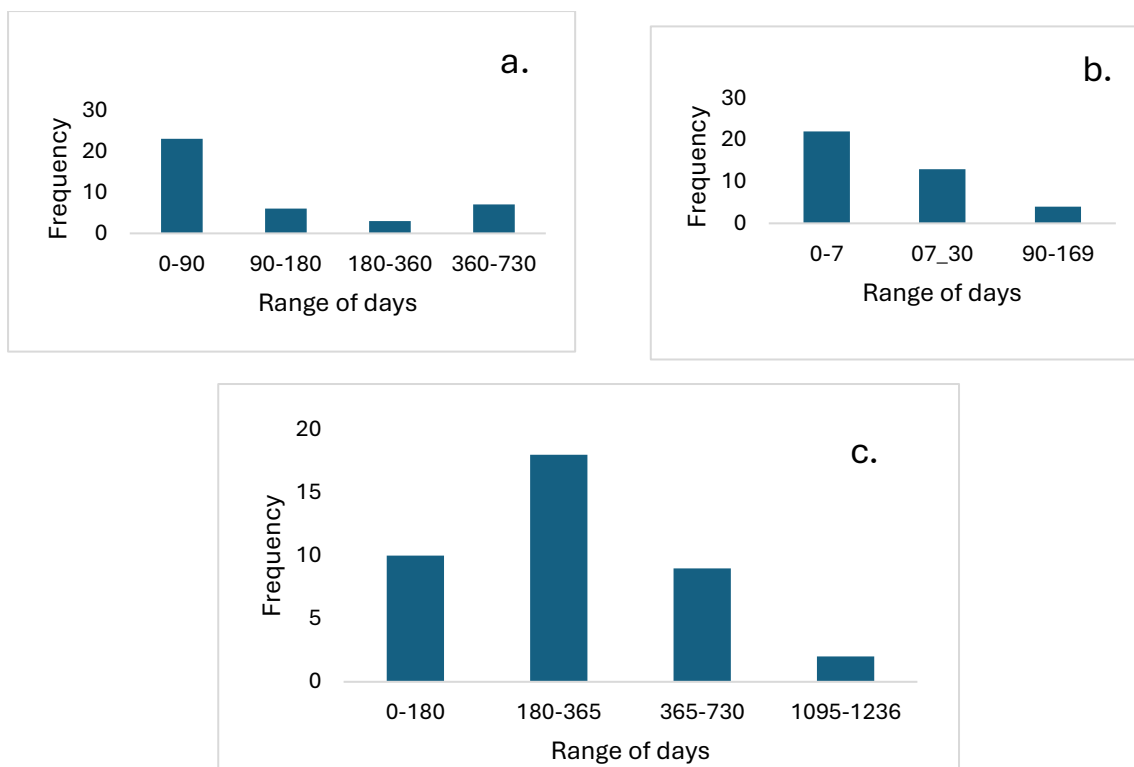 a.
30
20
10
0
Frequency
0-90 90-180 180-360 360-730
Range of days
b.
30
20
10
0
Frequency
0-7 07_30 90-169
Range of days
c.
20
15
10
5
0
Frequency
0-180 180-365 365-730 1095-1236
Range of days